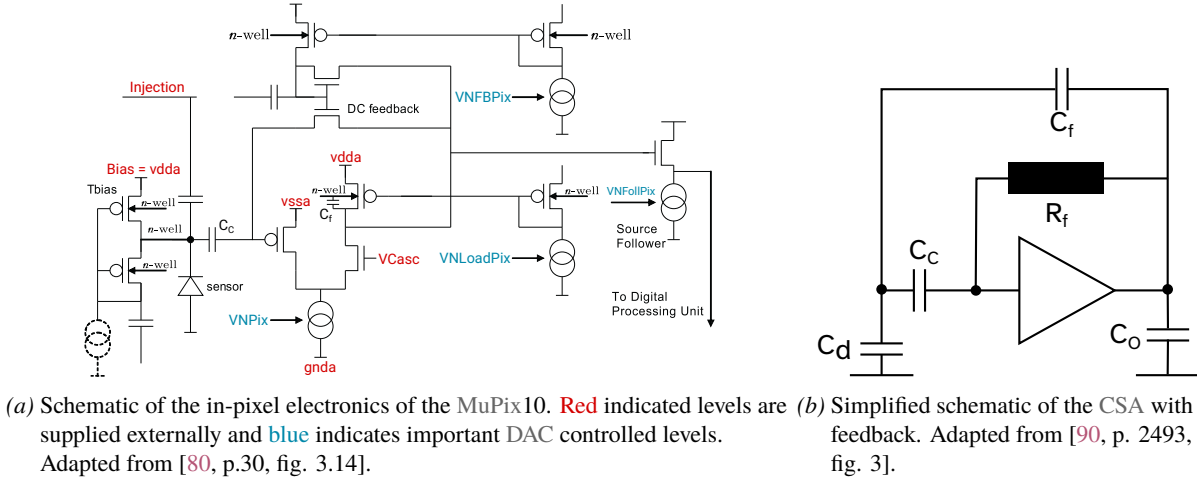 n-well
n-well
Injection
VNFBPix
DC feedback
Bias = vdda
Tbias
n-well
n-well
n-well
C_C
vdda
n-well
C_f
vssa
n-well
VNFollPix
Source
Follower
VCasc
VNLoadPix
sensor
VNPix
gnda
To Digital
Processing Unit
C_f
R_f
C_C
C_d
C_O
(a) Schematic of the in-pixel electronics of the MuPix10. Red indicated levels are
supplied externally and blue indicates important DAC controlled levels.
Adapted from [80, p.30, fig. 3.14].
(b) Simplified schematic of the CSA with
feedback. Adapted from [90, p. 2493,
fig. 3].